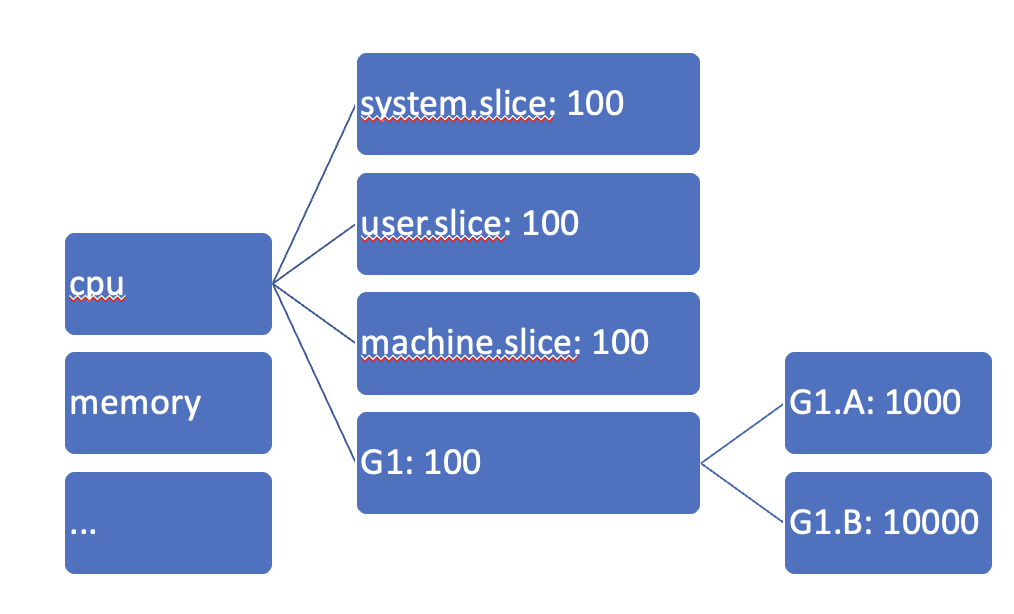 cpu
memory
...
system.slice: 100
user.slice: 100
machine.slice: 100
G1: 100
G1.A: 1000
G1.B: 10000